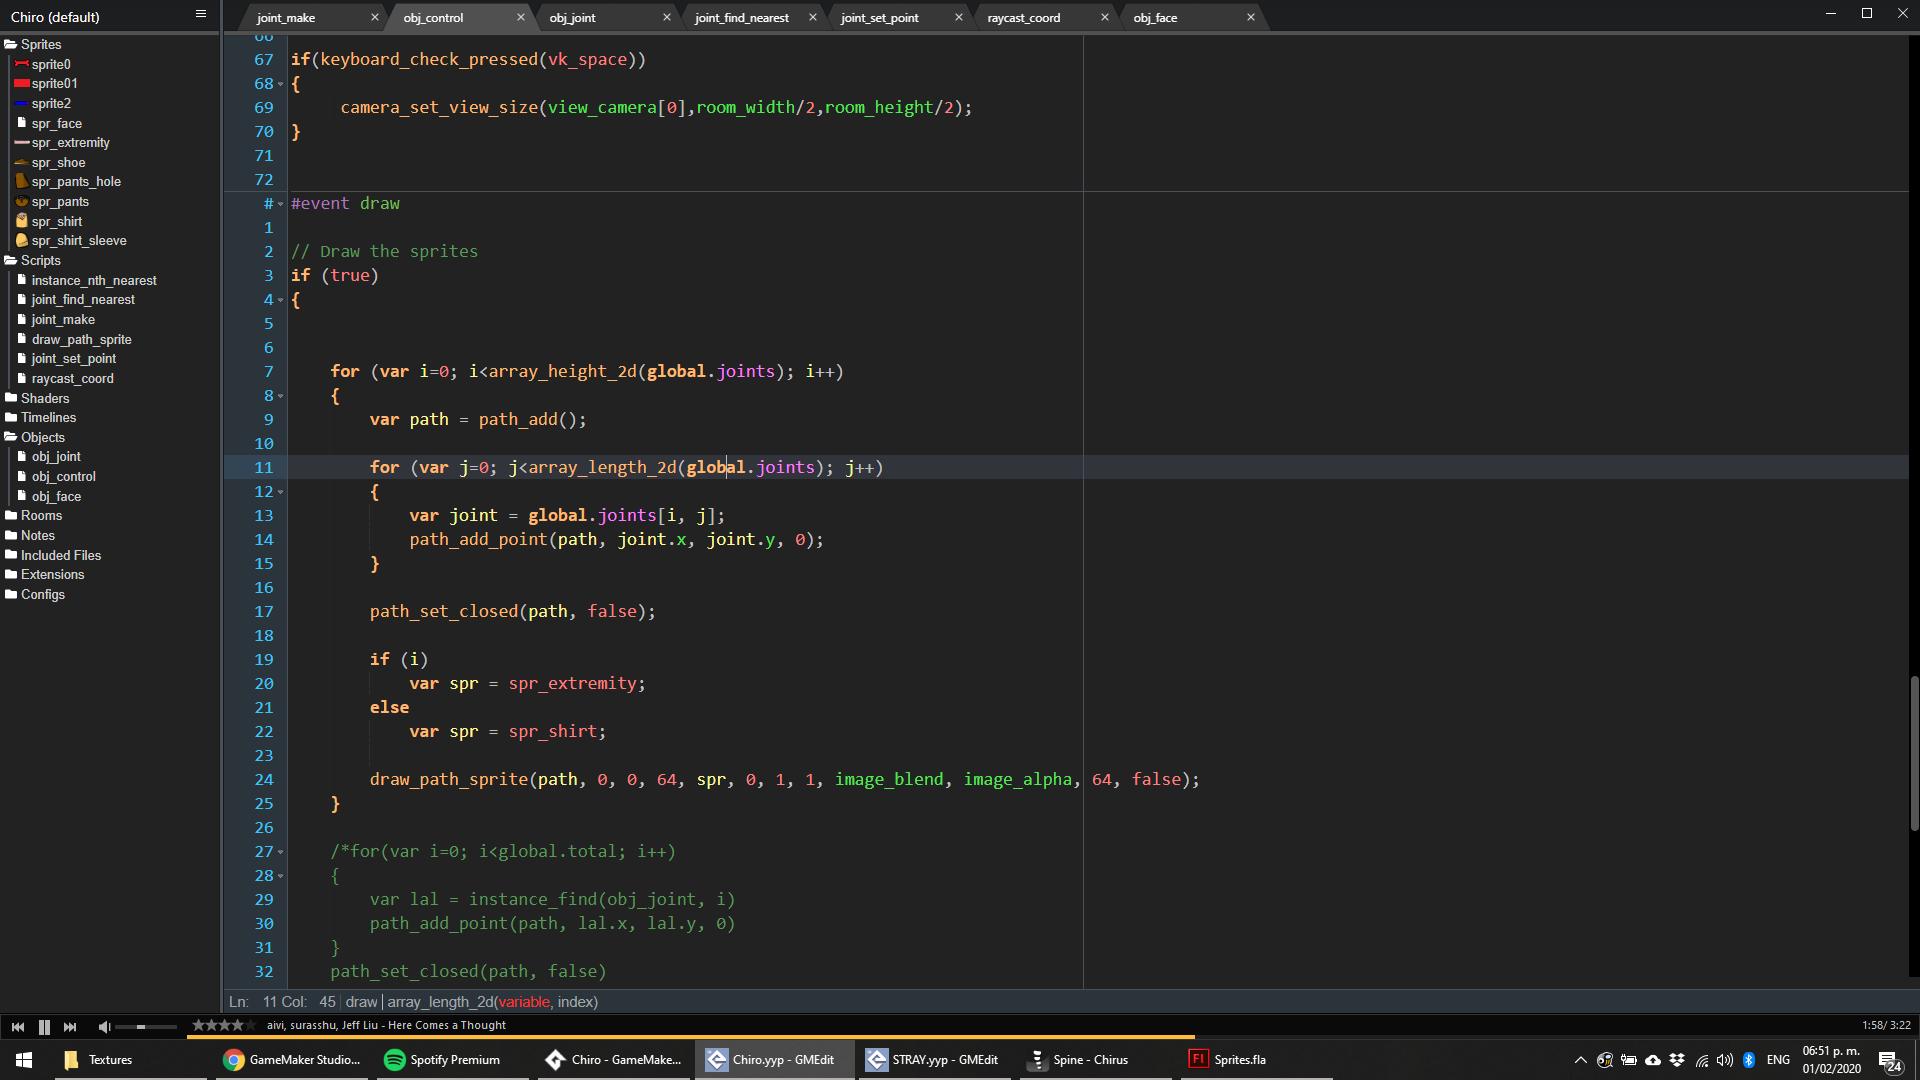 Chiro (default)
joint_make
obj_control
obj_joint
joint_find_nearest
joint_set_point
raycast_coord
obj_face
Sprites
sprite0
sprite01
sprite2
spr_face
spr_extremity
spr_shoe
spr_pants_hole
spr_pants
spr_shirt
spr_shirt_sleeve
Scripts
instance_nth_nearest
joint_find_nearest
joint_make
draw_path_sprite
joint_set_point
raycast_coord
Shaders
Timelines
Objects
obj_joint
obj_control
obj_face
Rooms
Notes
Included Files
Extensions
Configs
66
67 if(keyboard_check_pressed(vk_space))
68 {
69 camera_set_view_size(view_camera[0],room_width/2,room_height/2);
70 }
71
72
# #event draw
1
2 // Draw the sprites
3 if (true)
4 {
5
6
7 for (var i=0; i<array_height_2d(global.joints); i++)
8 {
9 var path = path_add();
10
11 for (var j=0; j<array_length_2d(global.joints); j++)
12 {
13 var joint = global.joints[i, j];
14 path_add_point(path, joint.x, joint.y, 0);
15 }
16
17 path_set_closed(path, false);
18
19 if (i)
20 var spr = spr_extremity;
21 else
22 var spr = spr_shirt;
23
24 draw_path_sprite(path, 0, 0, 64, spr, 0, 1, 1, image_blend, image_alpha, 64, false);
25 }
26
27 /*for(var i=0; i<global.total; i++)
28 {
29 var lal = instance_find(obj_joint, i)
30 path_add_point(path, lal.x, lal.y, 0)
31 }
32 path_set_closed(path, false)
Ln: 11 Col: 45 draw array_length_2d(variable, index)
aivi, surasshu, Jeff Liu - Here Comes a Thought
1:58/ 3:22
Textures
GameMaker Studio...
Spotify Premium
Chiro - GameMake...
Chiro.yyp - GMEdit
STRAY.yyp - GMEdit
Spine - Chirus
Fl Sprites.fla
ENG
06:51 p. m.
01/02/2020
24